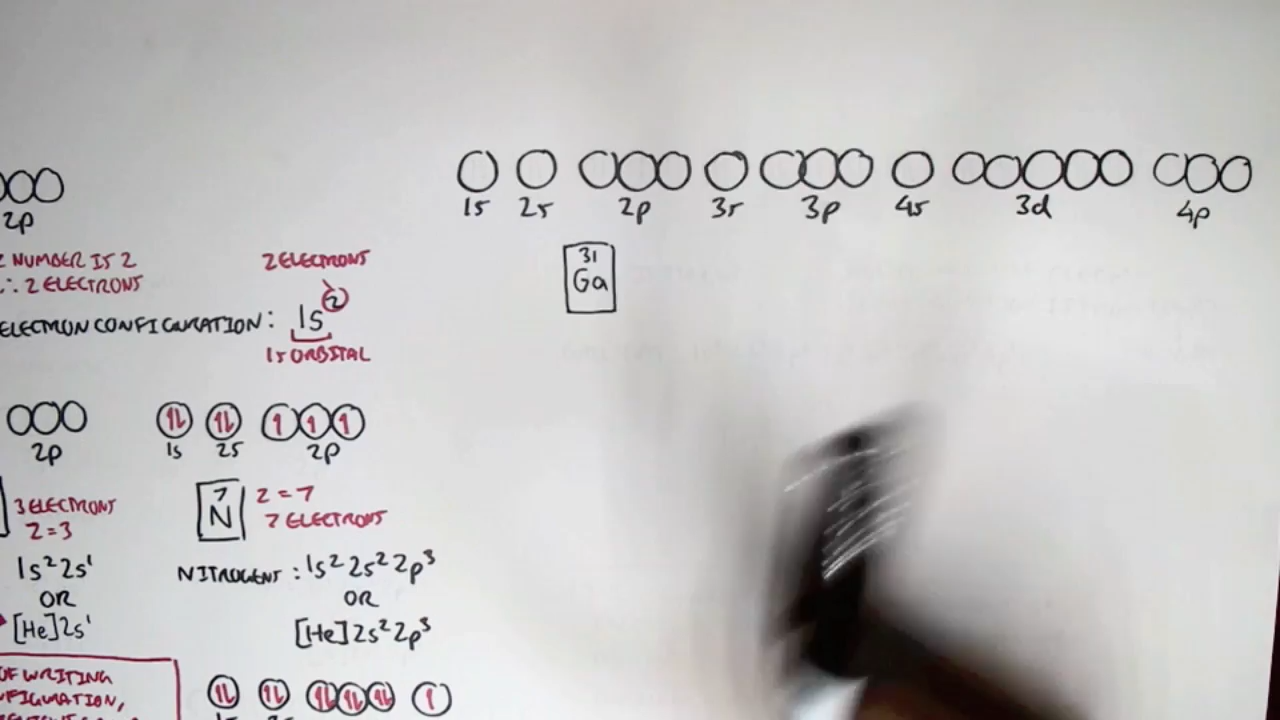 2p
2 NUMBER IS 2
∴ 2 ELECTRONS
2 ELECTRONS
ELECTRON CONFIGURATION: 1s²
1s ORBITAL
2p
3 ELECTRONS
Z=3
1s² 2s¹
OR
[He]2s¹
OF WRITING
1s 2s 2p
7
N
Z = 7
7 ELECTRONS
NITROGEN: 1s² 2s² 2p³
OR
[He]2s² 2p³
1s 2s 2p 3s 3p 4s 3d 4p
31
Ga